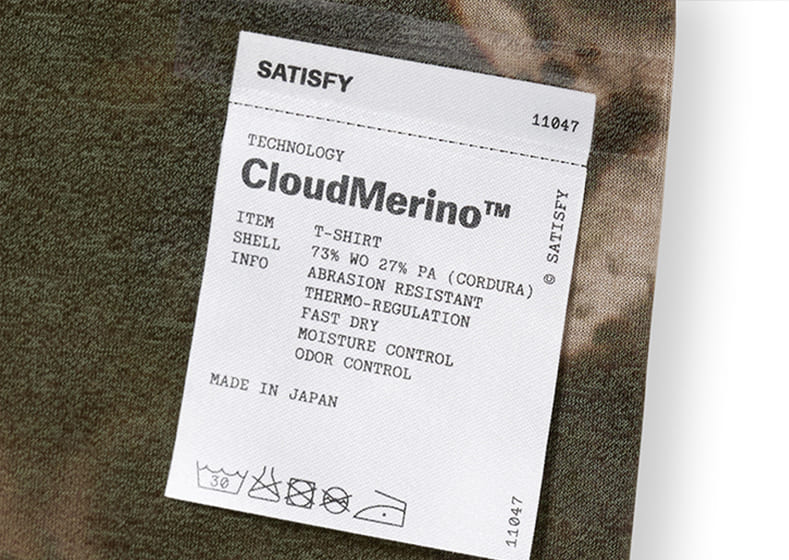 SATISFY
11047
TECHNOLOGY
CloudMerino™
ITEM T-SHIRT
SHELL 73% WO 27% PA (CORDURA)
INFO ABRASION RESISTANT
THERMO-REGULATION
FAST DRY
MOISTURE CONTROL
ODOR CONTROL
MADE IN JAPAN
30
© SATISFY
11047